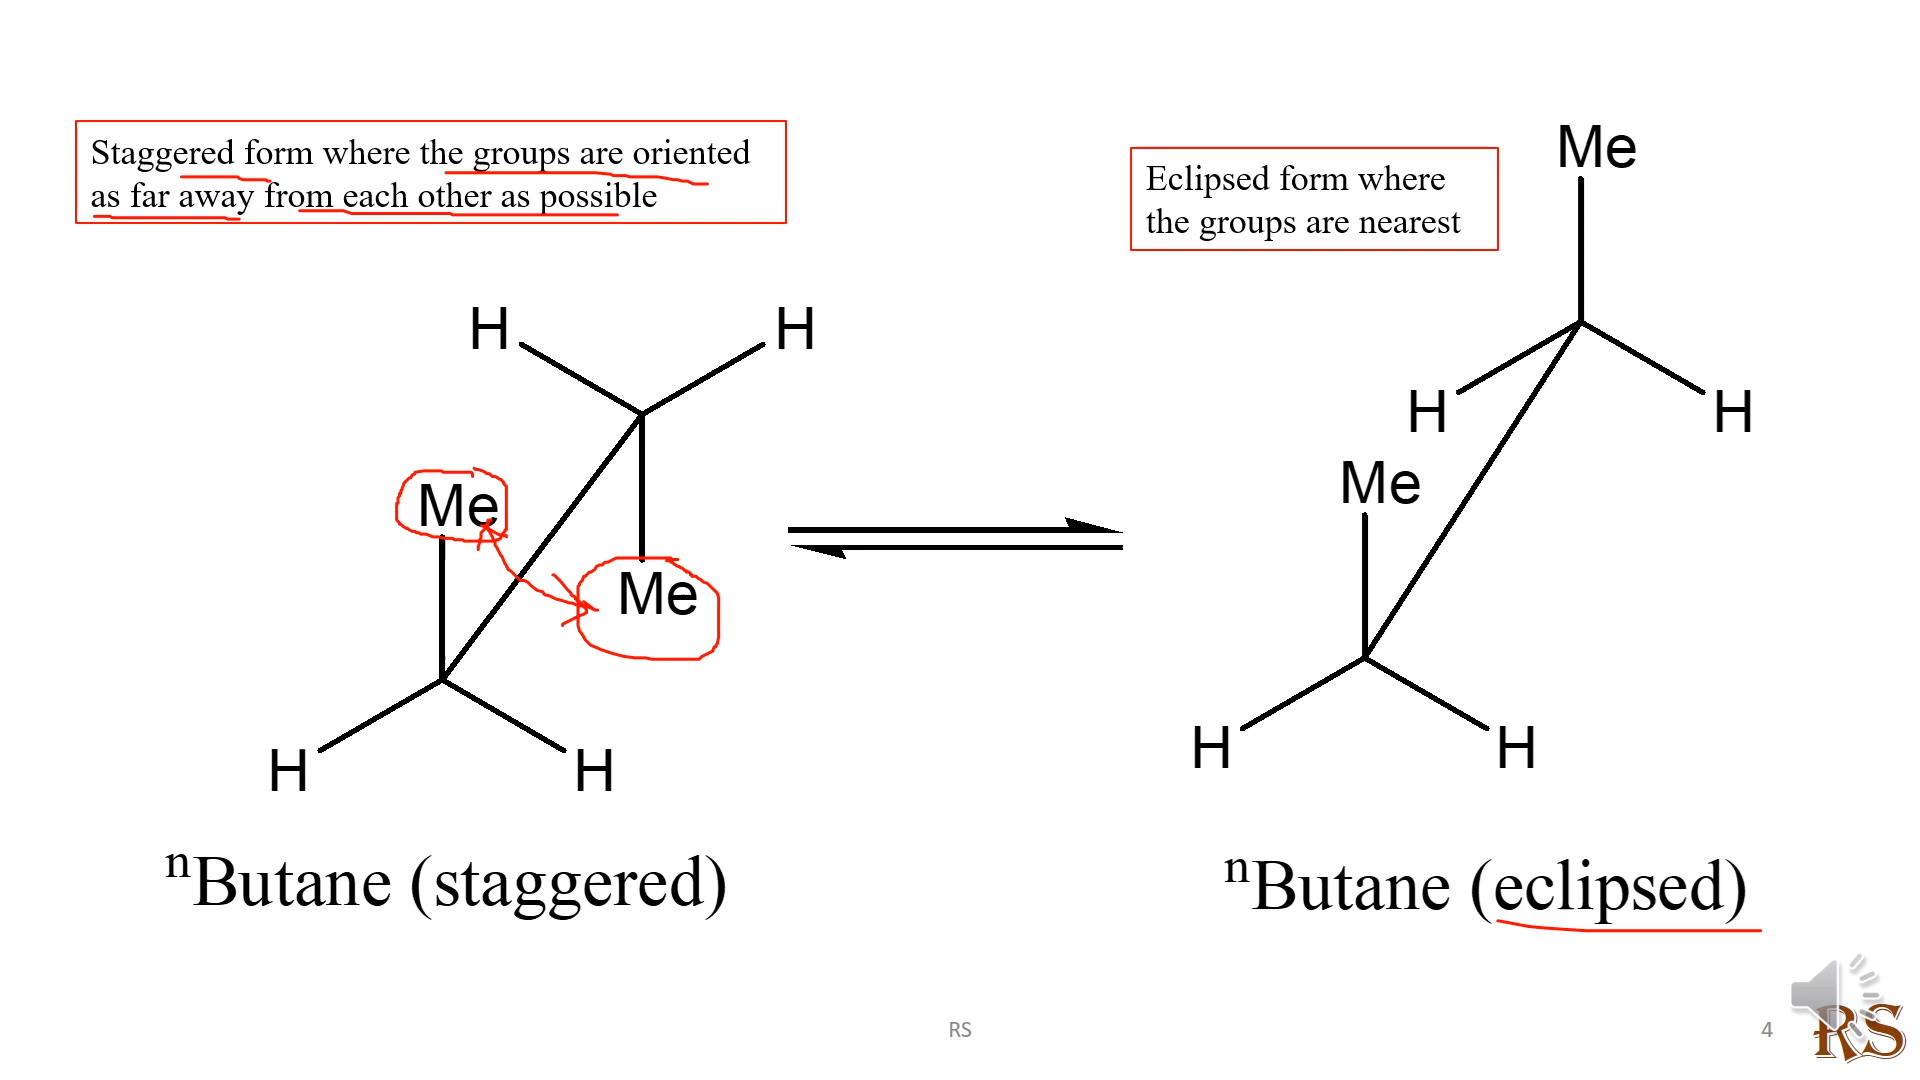 Staggered form where the groups are oriented
as far away from each other as possible
Eclipsed form where
the groups are nearest
Me
H H
H H
Me
Me
Me
H H
H H
ⁿButane (staggered)
ⁿButane (eclipsed)
RS
4
RS